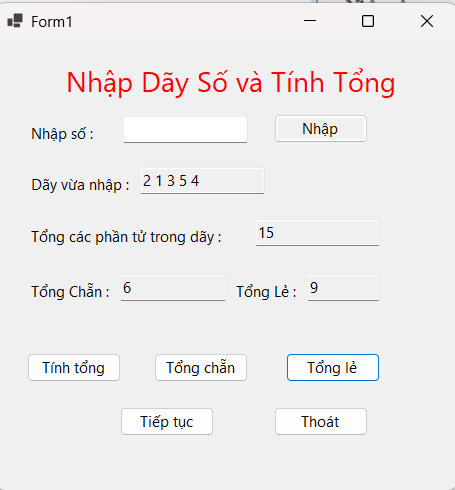 Form1
Nhập Dãy Số và Tính Tổng
Nhập số : Nhập
Dãy vừa nhập : 2 1 3 5 4
Tổng các phần tử trong dãy : 15
Tổng Chẵn : 6 Tổng Lẻ : 9
Tính tổng Tổng chẵn Tổng lẻ
Tiếp tục Thoát